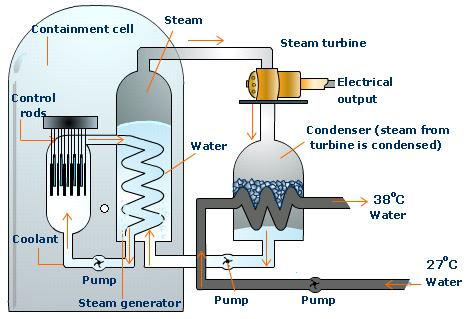 Steam
Containment cell
Steam turbine
Electrical
output
Control
rods
Condenser (steam from
turbine is condensed)
Water
38°C
Water
Coolant
27°C
Water
Pump
Steam generator
Pump
Pump